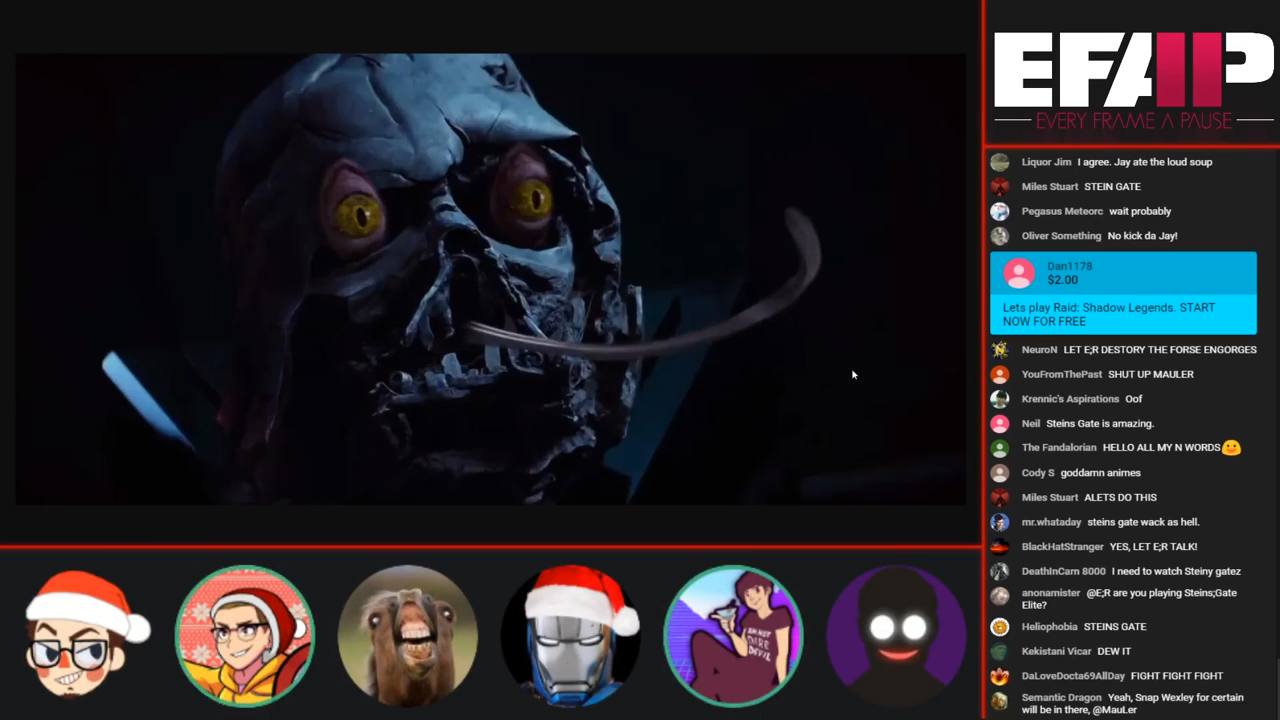 EFAP
EVERY FRAME A PAUSE
Liquor Jim I agree. Jay ate the loud soup
Miles Stuart STEIN GATE
Pegasus Meteorc wait probably
Oliver Something No kick da Jay!
Dan1178
$2.00
Lets play Raid: Shadow Legends. START
NOW FOR FREE
NeuroN LET E;R DESTORY THE FORSE ENGORGES
YouFromThePast SHUT UP MAULER
Krennic's Aspirations Oof
Neil Steins Gate is amazing.
The Fandalorian HELLO ALL MY N WORDS
Cody S goddamn animes
Miles Stuart ALETS DO THIS
mr.whataday steins gate wack as hell.
BlackHatStranger YES, LET E;R TALK!
DeathInCam 8000 I need to watch Steiny gatez
anonamister @E;R are you playing Steins;Gate
Elite?
Heliophobia STEINS GATE
Kekistani Vicar DEW IT
DaLoveDocta69AllDay FIGHT FIGHT FIGHT
Semantic Dragon Yeah, Snap Wexley for certain
will be in there, @MauLer